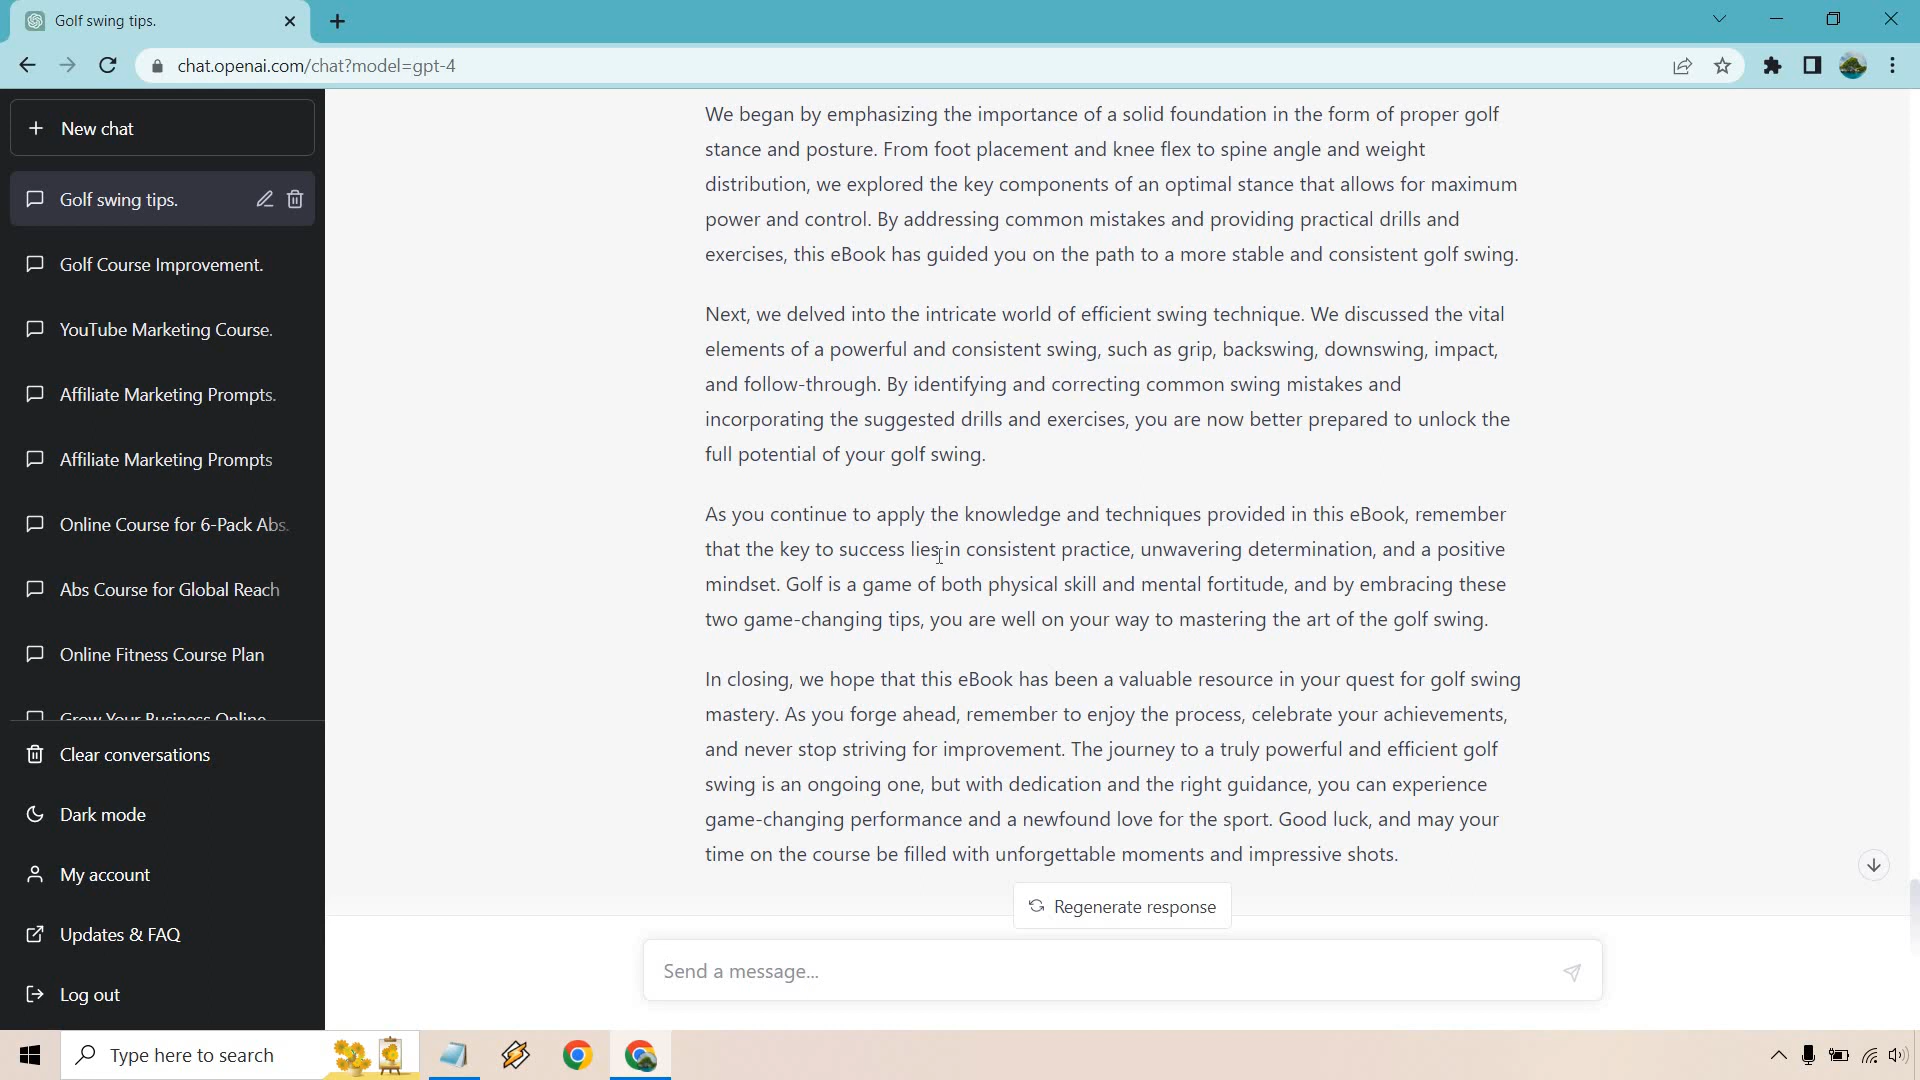 Golf swing tips.
chat.openai.com/chat?model=gpt-4
New chat
Golf swing tips.
Golf Course Improvement.
YouTube Marketing Course.
Affiliate Marketing Prompts.
Affiliate Marketing Prompts
Online Course for 6-Pack Abs.
Abs Course for Global Reach
Online Fitness Course Plan
Grow Your Business Online
Clear conversations
Dark mode
My account
Updates & FAQ
Log out
We began by emphasizing the importance of a solid foundation in the form of proper golf
stance and posture. From foot placement and knee flex to spine angle and weight
distribution, we explored the key components of an optimal stance that allows for maximum
power and control. By addressing common mistakes and providing practical drills and
exercises, this eBook has guided you on the path to a more stable and consistent golf swing.
Next, we delved into the intricate world of efficient swing technique. We discussed the vital
elements of a powerful and consistent swing, such as grip, backswing, downswing, impact,
and follow-through. By identifying and correcting common swing mistakes and
incorporating the suggested drills and exercises, you are now better prepared to unlock the
full potential of your golf swing.
As you continue to apply the knowledge and techniques provided in this eBook, remember
that the key to success lies in consistent practice, unwavering determination, and a positive
mindset. Golf is a game of both physical skill and mental fortitude, and by embracing these
two game-changing tips, you are well on your way to mastering the art of the golf swing.
In closing, we hope that this eBook has been a valuable resource in your quest for golf swing
mastery. As you forge ahead, remember to enjoy the process, celebrate your achievements,
and never stop striving for improvement. The journey to a truly powerful and efficient golf
swing is an ongoing one, but with dedication and the right guidance, you can experience
game-changing performance and a newfound love for the sport. Good luck, and may your
time on the course be filled with unforgettable moments and impressive shots.
Regenerate response
Send a message...
Type here to search